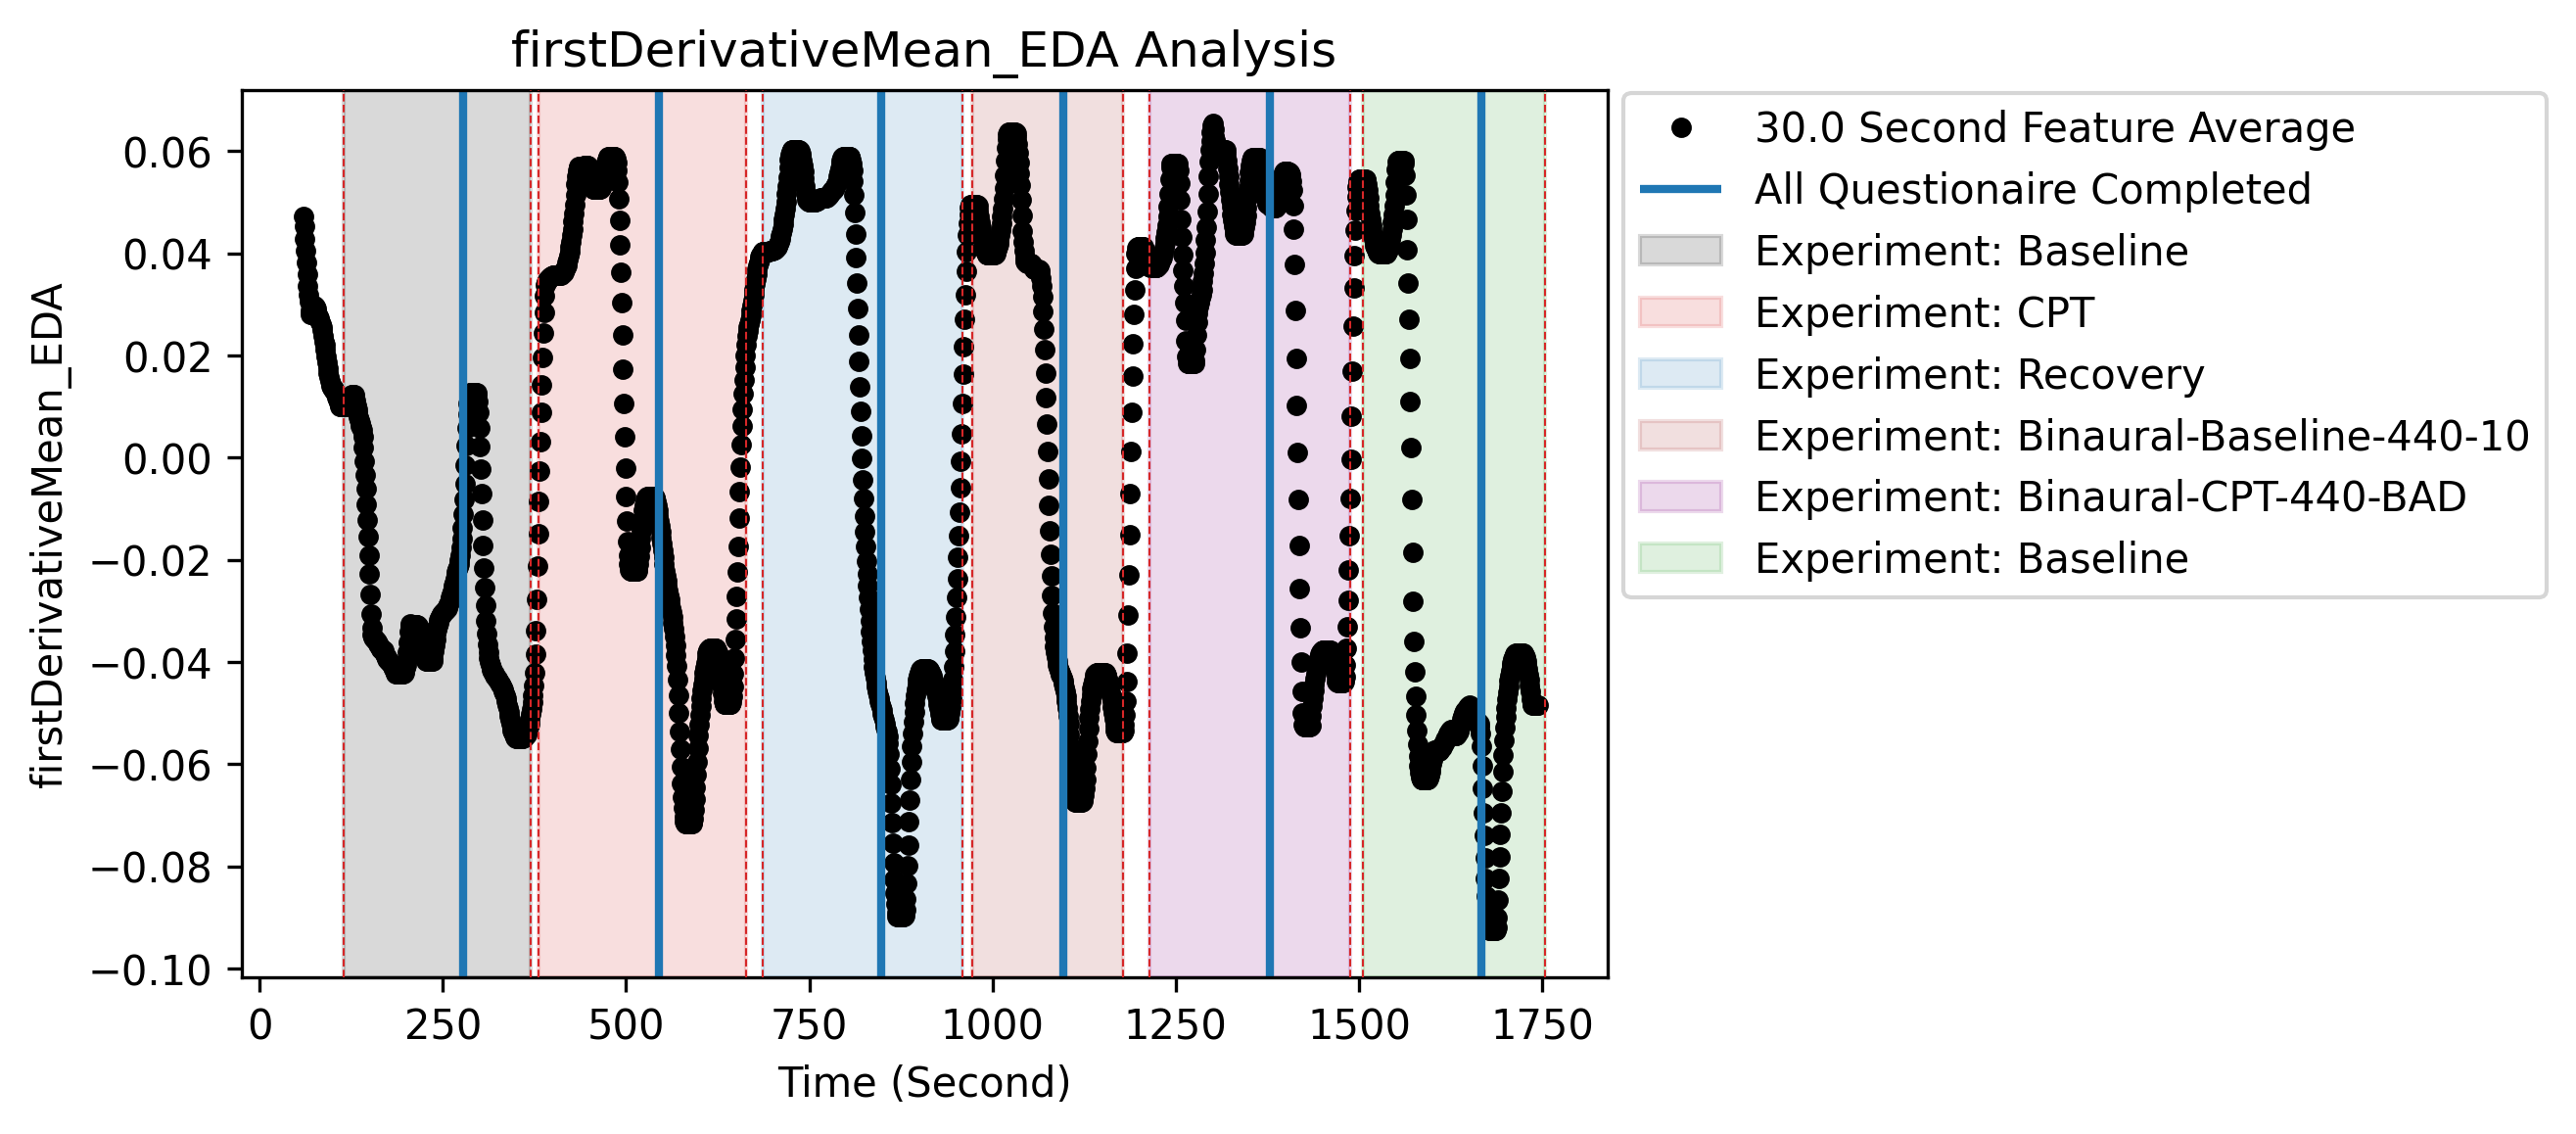 firstDerivativeMean_EDA Analysis
firstDerivativeMean_EDA
0.06
0.04
0.02
0.00
−0.02
−0.04
−0.06
−0.08
−0.10
0 250 500 750 1000 1250 1500 1750
Time (Second)
30.0 Second Feature Average
All Questionaire Completed
Experiment: Baseline
Experiment: CPT
Experiment: Recovery
Experiment: Binaural-Baseline-440-10
Experiment: Binaural-CPT-440-BAD
Experiment: Baseline